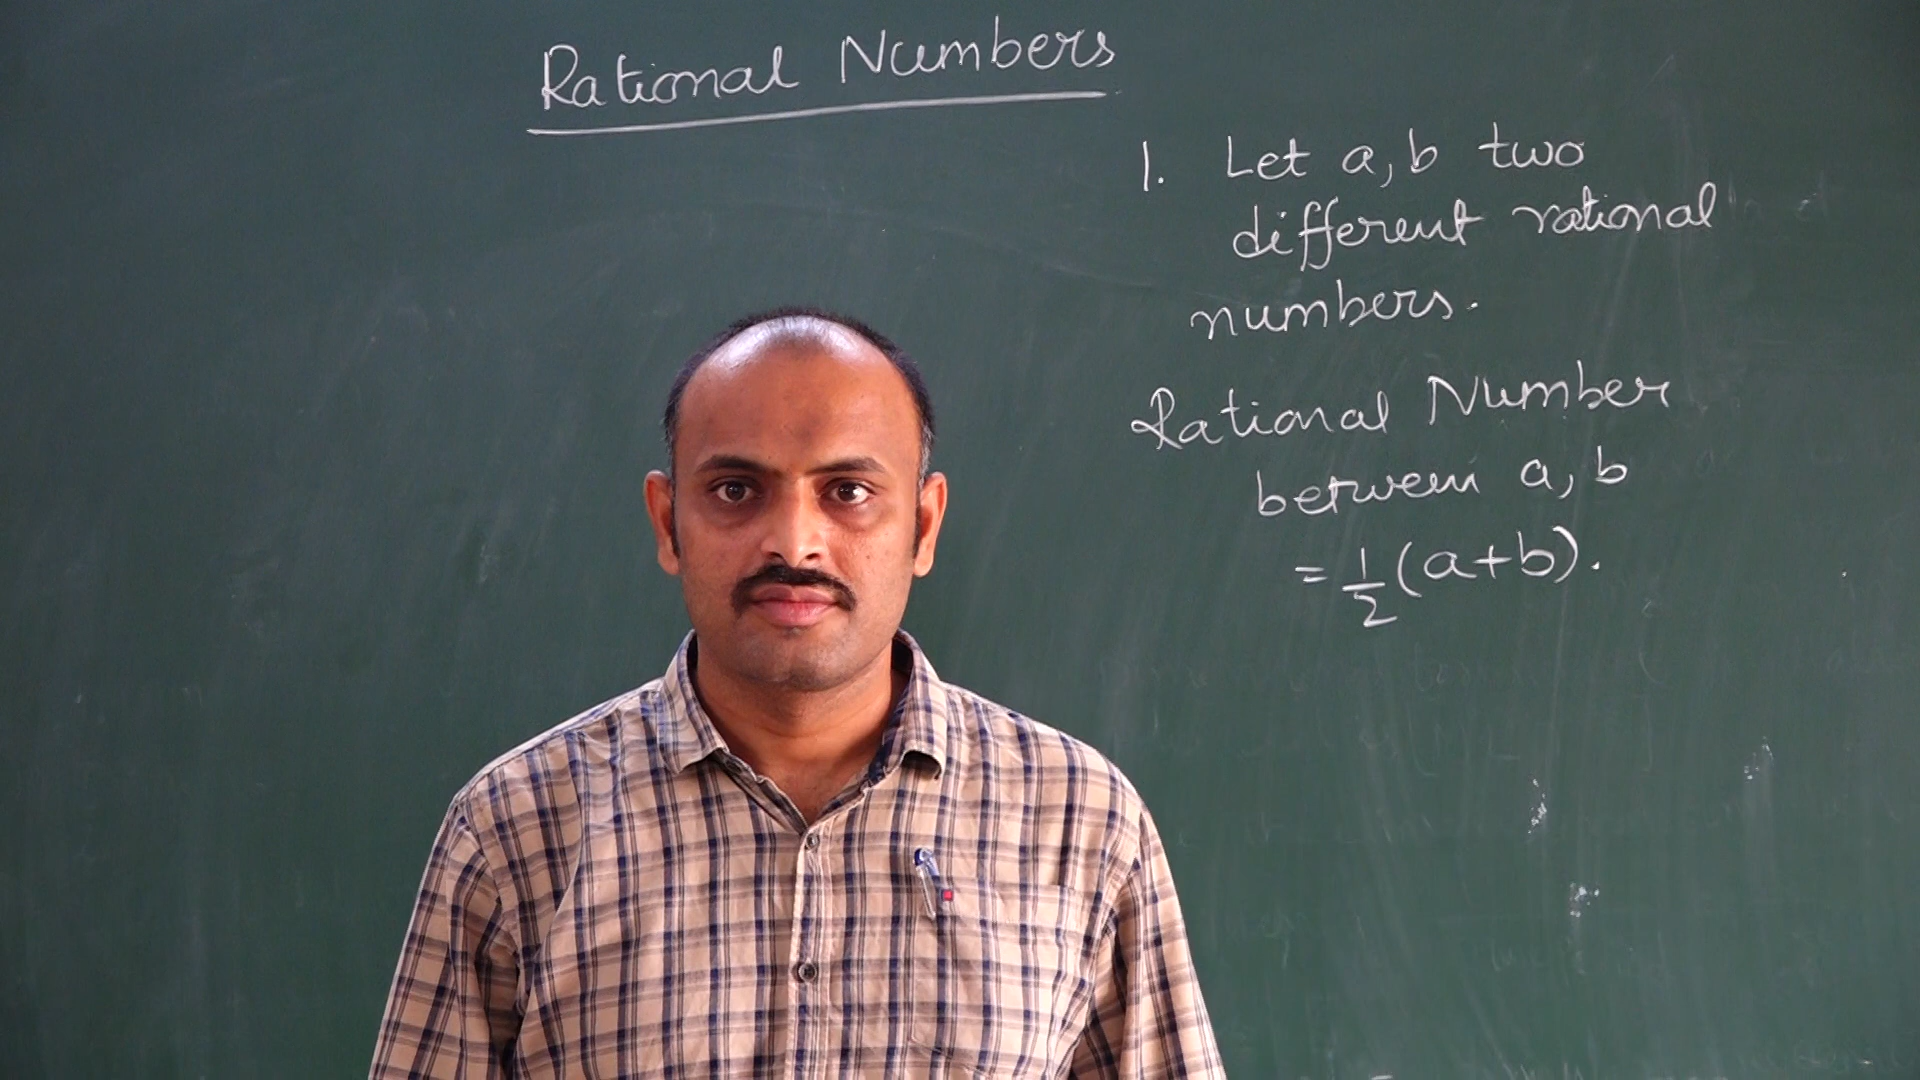 Rational Numbers
1. Let a, b two
different rational
numbers.
Rational Number
between a, b
= 1/2 (a+b).